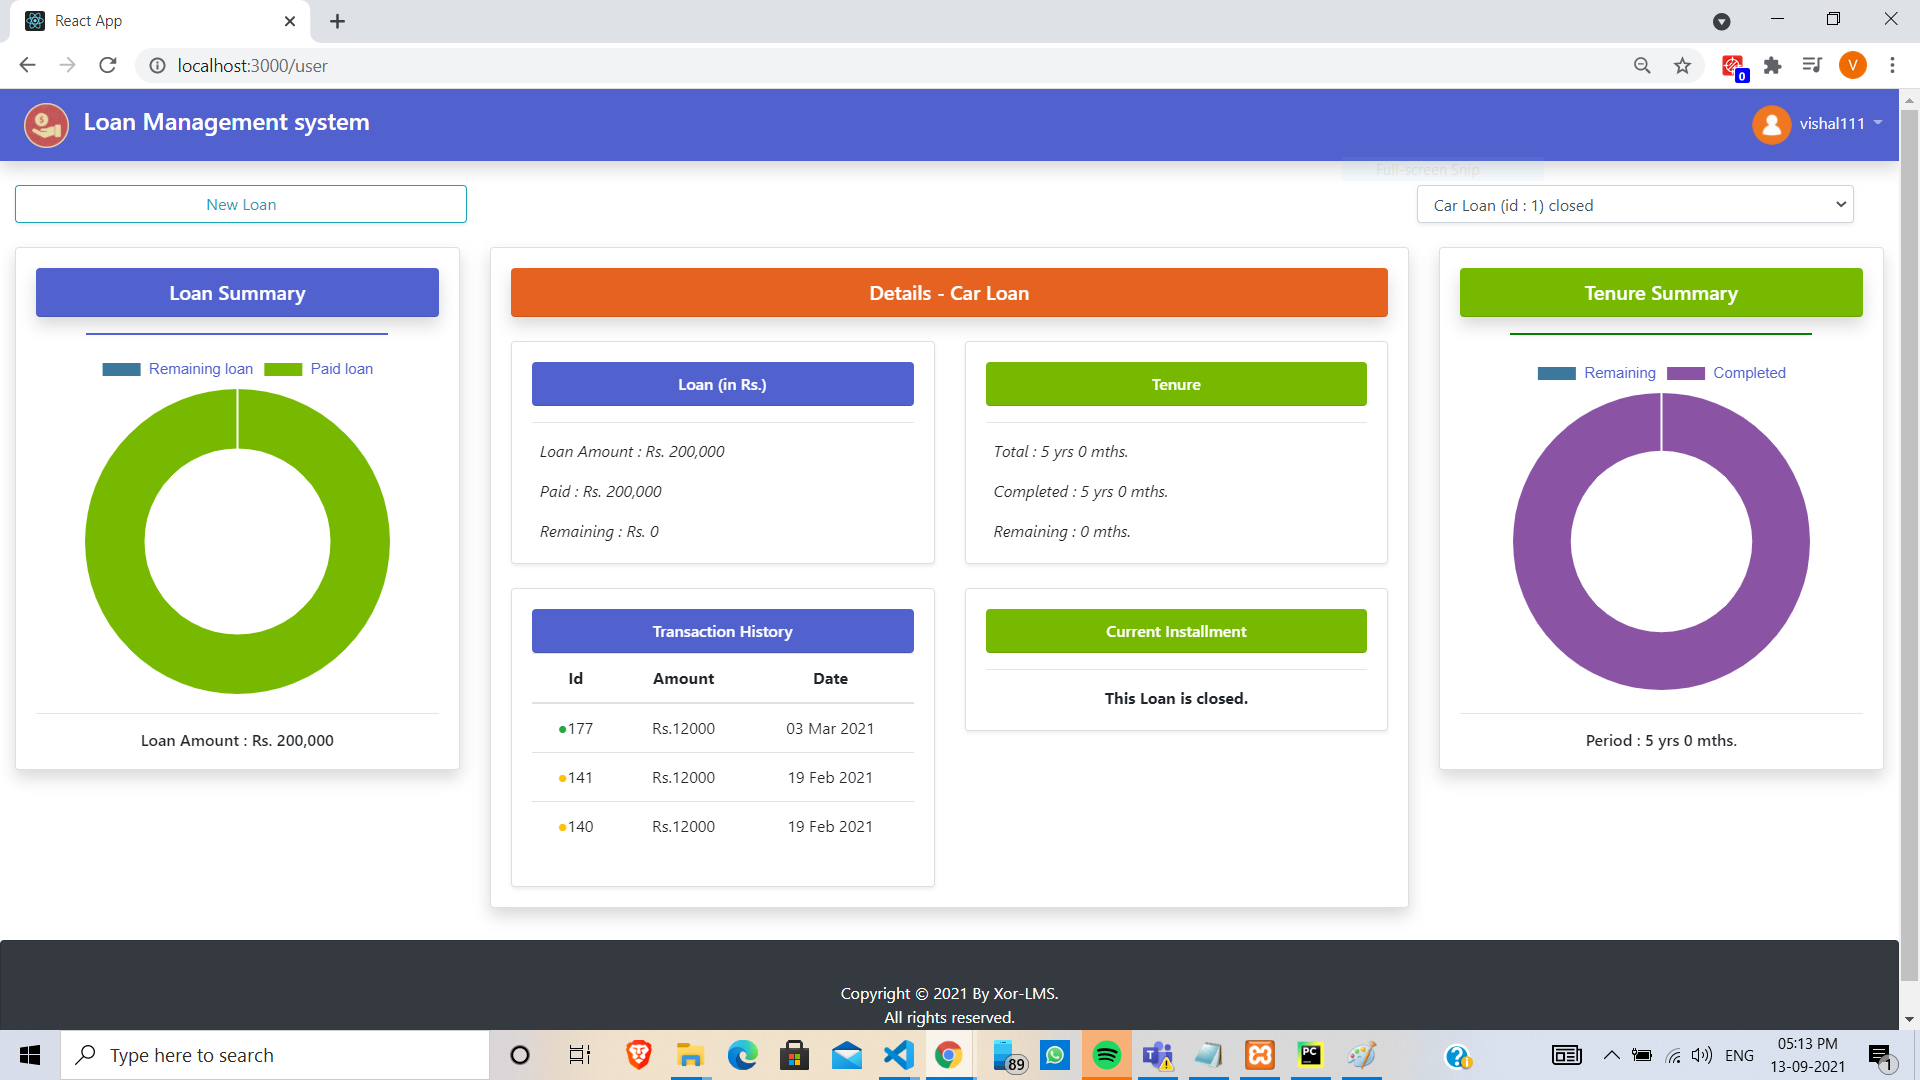 React App
localhost:3000/user
0
V
Loan Management system
vishal111
Full-screen Snip
New Loan
Car Loan (id : 1) closed
Loan Summary
Remaining loan
Paid loan
Loan Amount : Rs. 200,000
Details - Car Loan
Loan (in Rs.)
Loan Amount : Rs. 200,000
Paid : Rs. 200,000
Remaining : Rs. 0
Tenure
Total : 5 yrs 0 mths.
Completed : 5 yrs 0 mths.
Remaining : 0 mths.
Transaction History
Id Amount Date
177 Rs.12000 03 Mar 2021
141 Rs.12000 19 Feb 2021
140 Rs.12000 19 Feb 2021
Current Installment
This Loan is closed.
Tenure Summary
Remaining
Completed
Period : 5 yrs 0 mths.
Copyright © 2021 By Xor-LMS.
All rights reserved.
Type here to search
89
PC
ENG
05:13 PM
13-09-2021
1